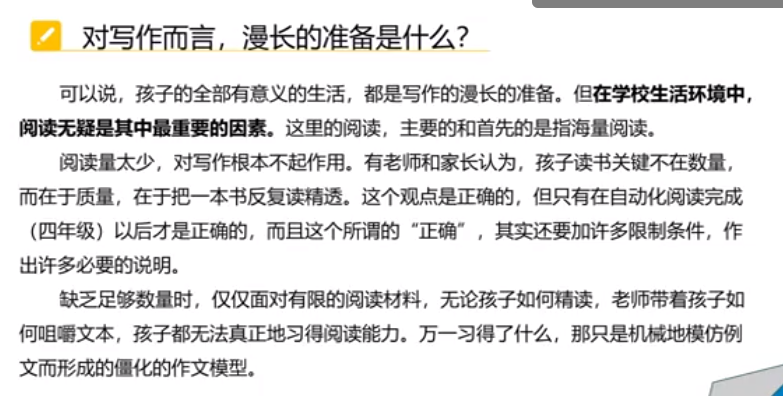 对写作而言，漫长的准备是什么？
可以说，孩子的全部有意义的生活，都是写作的漫长的准备。但在学校生活环境中，
阅读无疑是其中最重要的因素。这里的阅读，主要的和首先的是指海量阅读。
阅读量太少，对写作根本不起作用。有老师和家长认为，孩子读书关键不在数量，
而在于质量，在于把一本书反复读精透。这个观点是正确的，但只有在自动化阅读完成
（四年级）以后才是正确的，而且这个所谓的“正确”，其实还要加许多限制条件，作
出许多必要的说明。
缺乏足够数量时，仅仅面对有限的阅读材料，无论孩子如何精读，老师带着孩子如
何咀嚼文本，孩子都无法真正地习得阅读能力。万一习得了什么，那只是机械地模仿例
文而形成的僵化的作文模型。